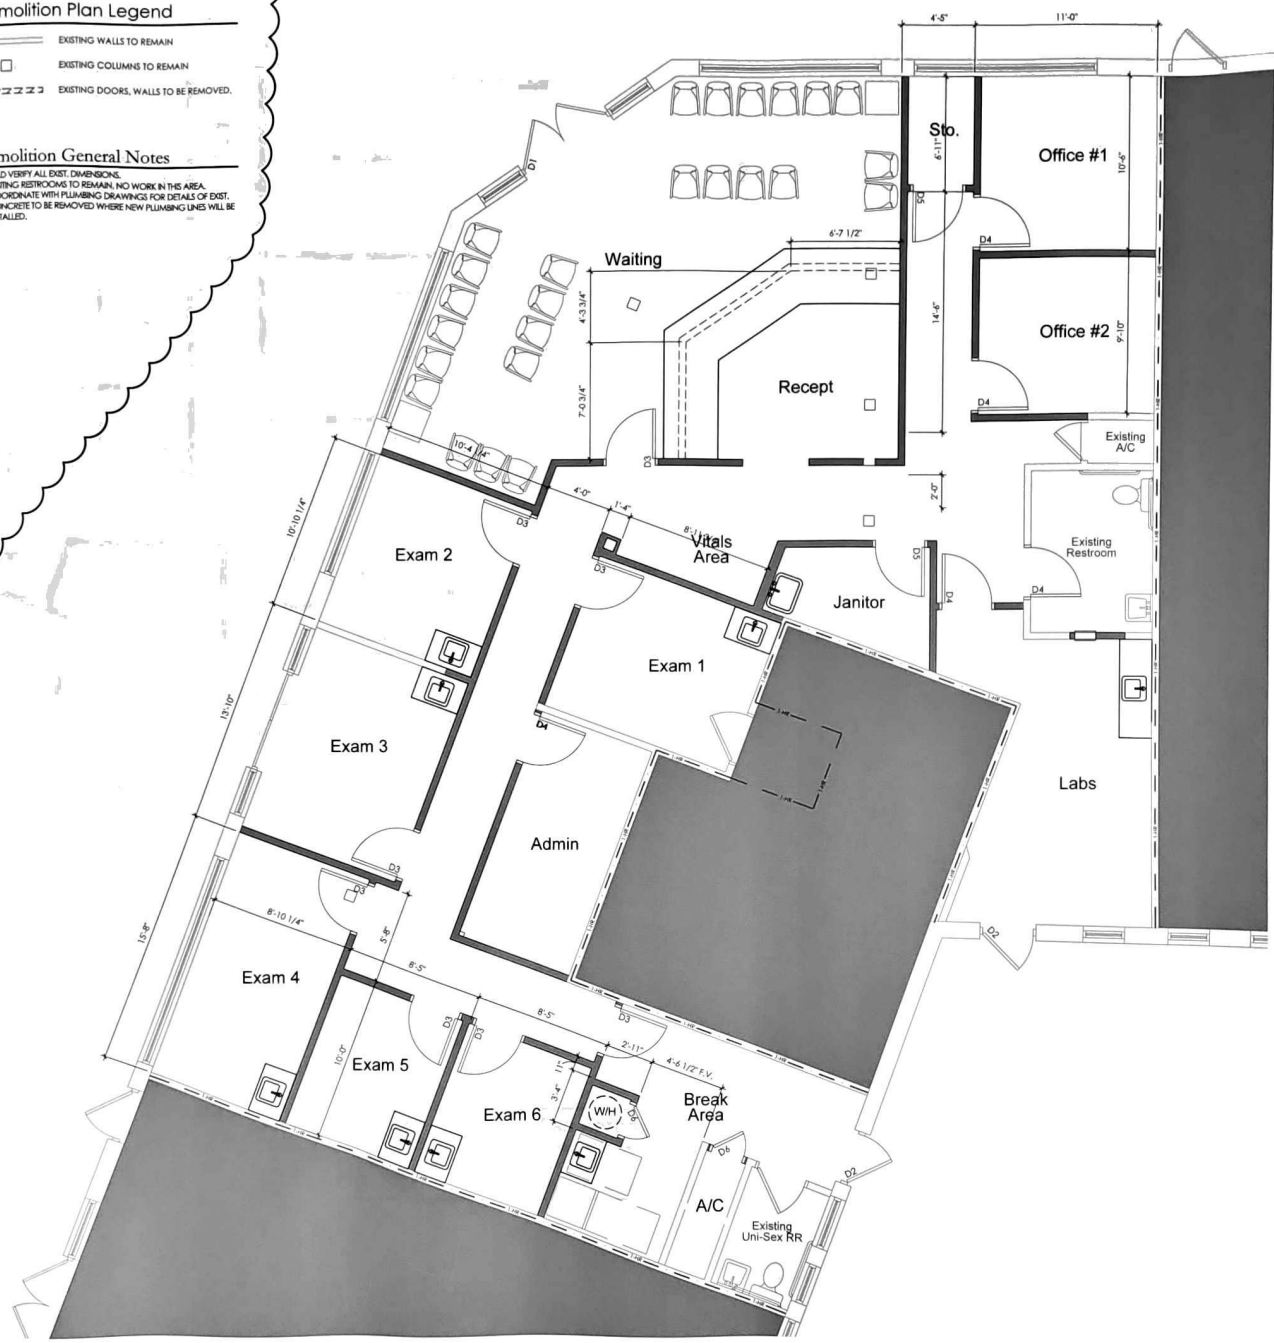 molition Plan Legend
EXISTING WALLS TO REMAIN
EXISTING COLUMNS TO REMAIN
EXISTING DOORS, WALLS TO BE REMOVED.
molition General Notes
D VERIFY ALL EXIST. DIMENSIONS.
TING RESTROOMS TO REMAIN, NO WORK IN THIS AREA.
ORDINATE WITH PLUMBING DRAWINGS FOR DETAILS OF EXIST.
NCRETE TO BE REMOVED WHERE NEW PLUMBING LINES WILL BE
TALLED.
4'-5"
11'-0"
D1
Sto.
6'-11"
Office #1
10'-6"
D5
D4
6'-7 1/2"
Waiting
4'-3 3/4"
14'-6"
Office #2
9'-10"
Recept
7'-0 3/4"
D4
Existing
A/C
10'-4 1/4"
D3
2'-0"
4'-0"
1'-4"
10'-10 1/4"
D3
Exam 2
Vitals
Area
D5
Existing
Restroom
D3
Janitor
D4
D4
Exam 1
13'-10"
Exam 3
D4
Labs
Admin
D3
D3
8'-10 1/4"
15'-8"
5'-8"
D2
Exam 4
8'-5"
8'-5"
D3
D3
D3
2'-11"
4'-6 1/2" F.V.
10'-0"
Exam 5
11"
3'-4"
Exam 6
W/H
D6
Break
Area
D6
D2
A/C
Existing
Uni-Sex RR